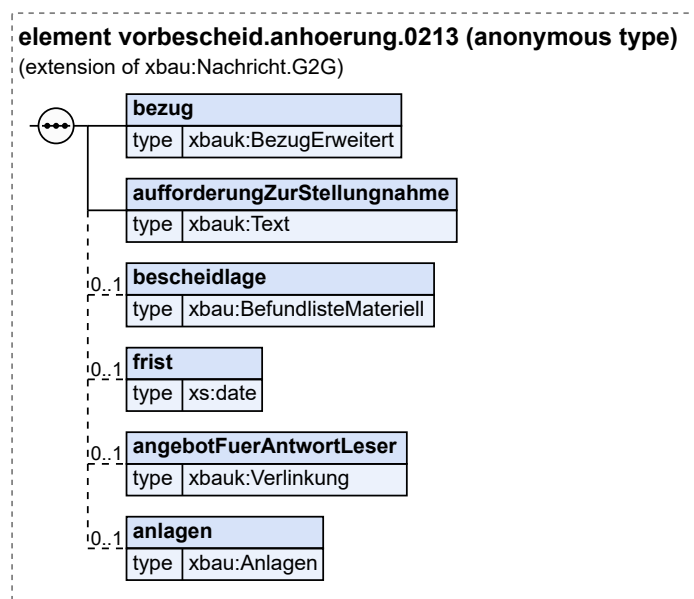 element vorbescheid.anhoerung.0213 (anonymous type)
(extension of xbau:Nachricht.G2G)
bezug
type xbauk:BezugErweitert
aufforderungZurStellungnahme
type xbauk:Text
0..1 bescheidlage
type xbau:BefundlisteMateriell
0..1 frist
type xs:date
0..1 angebotFuerAntwortLeser
type xbauk:Verlinkung
0..1 anlagen
type xbau:Anlagen